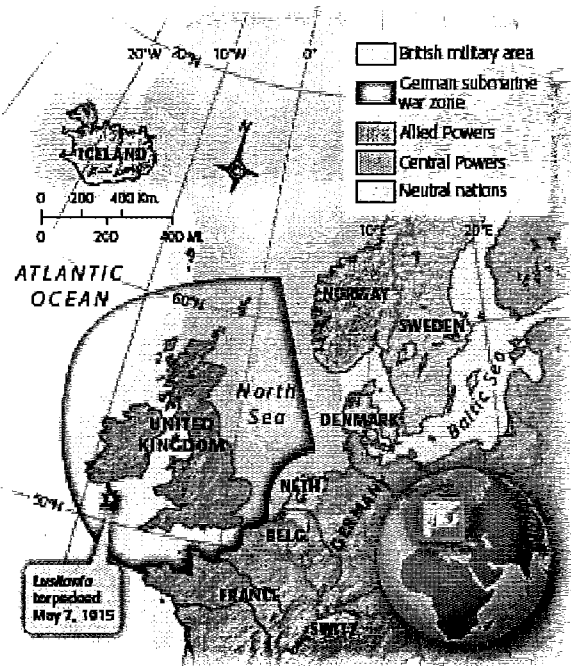 20°W
10°W
0°
British military area
German submarine
war zone
Allied Powers
Central Powers
Neutral nations
ICELAND
N
0 200 400 Km.
0 200 400 Mi.
10°E
20°E
ATLANTIC
OCEAN
60°N
NORWAY
SWEDEN
North
Sea
Baltic Sea
DENMARK
UNITED
KINGDOM
50°N
NETH.
GERMANY
BELG.
Lusitania
torpedoed
May 7, 1915
FRANCE
SWITZ.